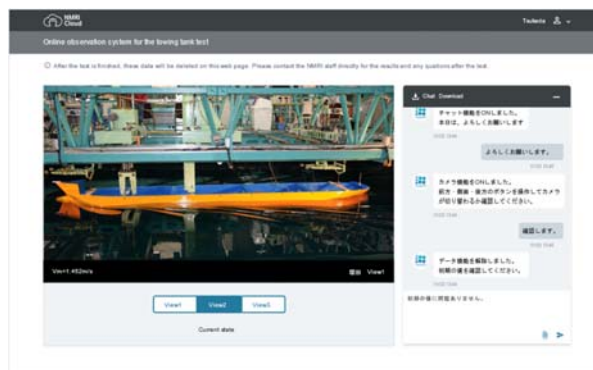 NMRI
Cloud
Online observation system for the towing tank test
After the test is finished, these data will be deleted on this web page. Please contact the NMRI staff directly for the results and any questions after the test.
Vm=1.452m/s
View1
View1
View2
View3
Current state
Chat Download
チャット機能をONしました。
本日は、よろしくお願いします
よろしくお願いします。
カメラ機能をONしました。
前方・側面・後方のボタンを操作してカメラ
が切り替わるか確認してください。
確認します。
データ機能を解除しました。
初期の値を確認してください。
初期の値に問題ありません。